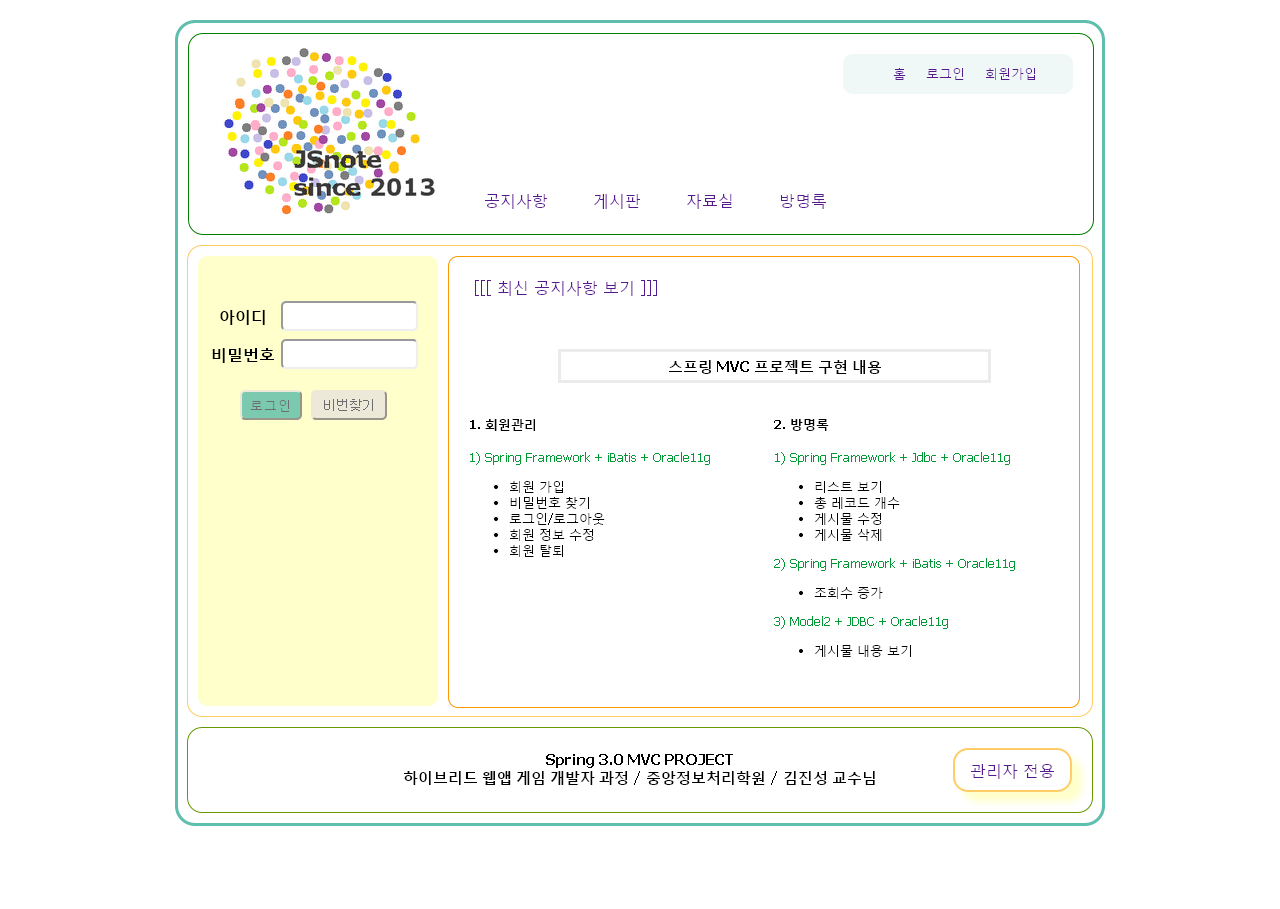 JSnote
since 2013
홈 로그인 회원가입
공지사항 게시판 자료실 방명록
아이디
비밀번호
로그인 비번찾기
[[[ 최신 공지사항 보기 ]]]
스프링 MVC 프로젝트 구현 내용
1. 회원관리
1) Spring Framework + iBatis + Oracle11g
• 회원 가입
• 비밀번호 찾기
• 로그인/로그아웃
• 회원 정보 수정
• 회원 탈퇴
2. 방명록
1) Spring Framework + Jdbc + Oracle11g
• 리스트 보기
• 총 레코드 개수
• 게시물 수정
• 게시물 삭제
2) Spring Framework + iBatis + Oracle11g
• 조회수 증가
3) Model2 + JDBC + Oracle11g
• 게시물 내용 보기
Spring 3.0 MVC PROJECT
하이브리드 웹앱 게임 개발자 과정 / 중앙정보처리학원 / 김진성 교수님
관리자 전용